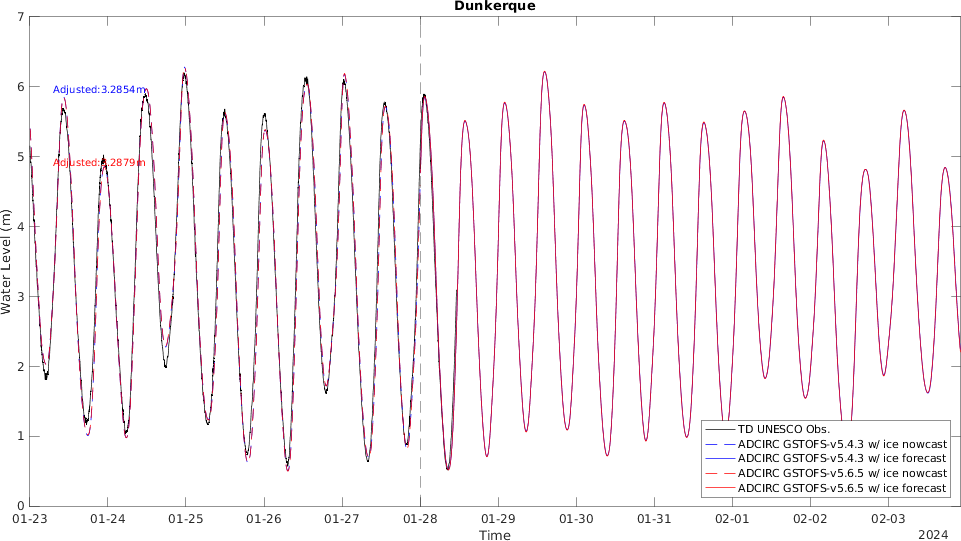 Dunkerque
7
6
5
4
3
2
1
0
Water Level (m)
Adjusted:3.2854m
Adjusted:3.2879m
TD UNESCO Obs.
ADCIRC GSTOFS-v5.4.3 w/ ice nowcast
ADCIRC GSTOFS-v5.4.3 w/ ice forecast
ADCIRC GSTOFS-v5.6.5 w/ ice nowcast
ADCIRC GSTOFS-v5.6.5 w/ ice forecast
01-23 01-24 01-25 01-26 01-27 01-28 01-29 01-30 01-31 02-01 02-02 02-03
Time
2024